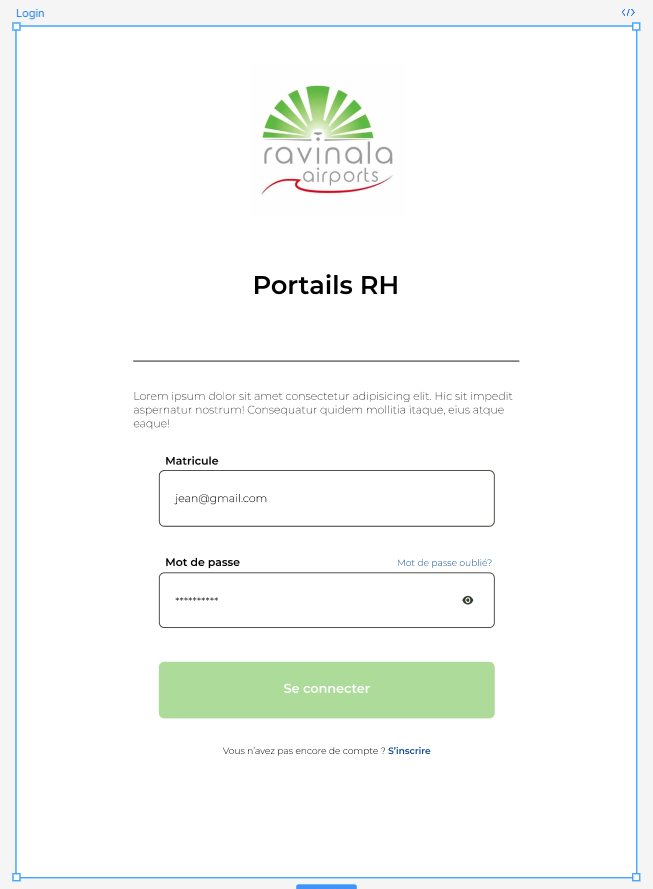 Login
</>
ravinala
airports
Portails RH
Lorem ipsum dolor sit amet consectetur adipisicing elit. Hic sit impedit
aspernatur nostrum! Consequatur quidem mollitia itaque, eius atque
eaque!
Matricule
jean@gmail.com
Mot de passe
Mot de passe oublié?
**********
Se connecter
Vous n'avez pas encore de compte ? S'inscrire